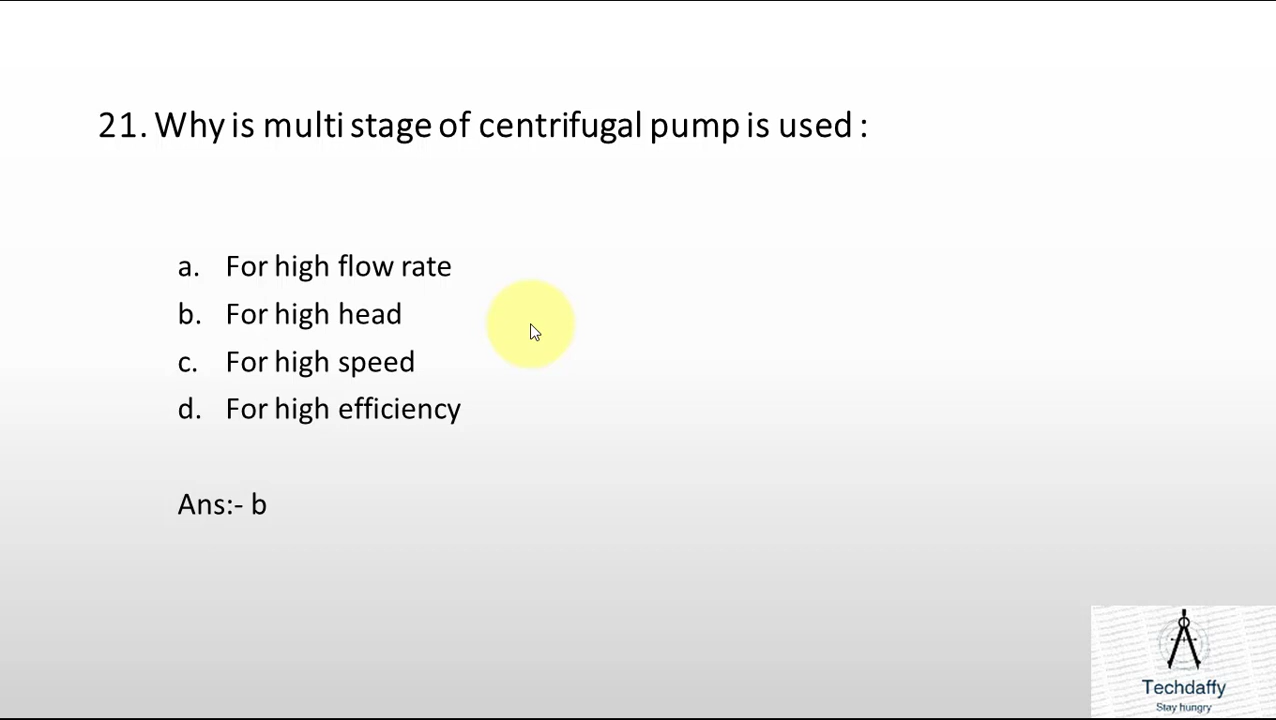 21. Why is multi stage of centrifugal pump is used :
a. For high flow rate
b. For high head
c. For high speed
d. For high efficiency
Ans:- b
Techdaffy
Stay hungry